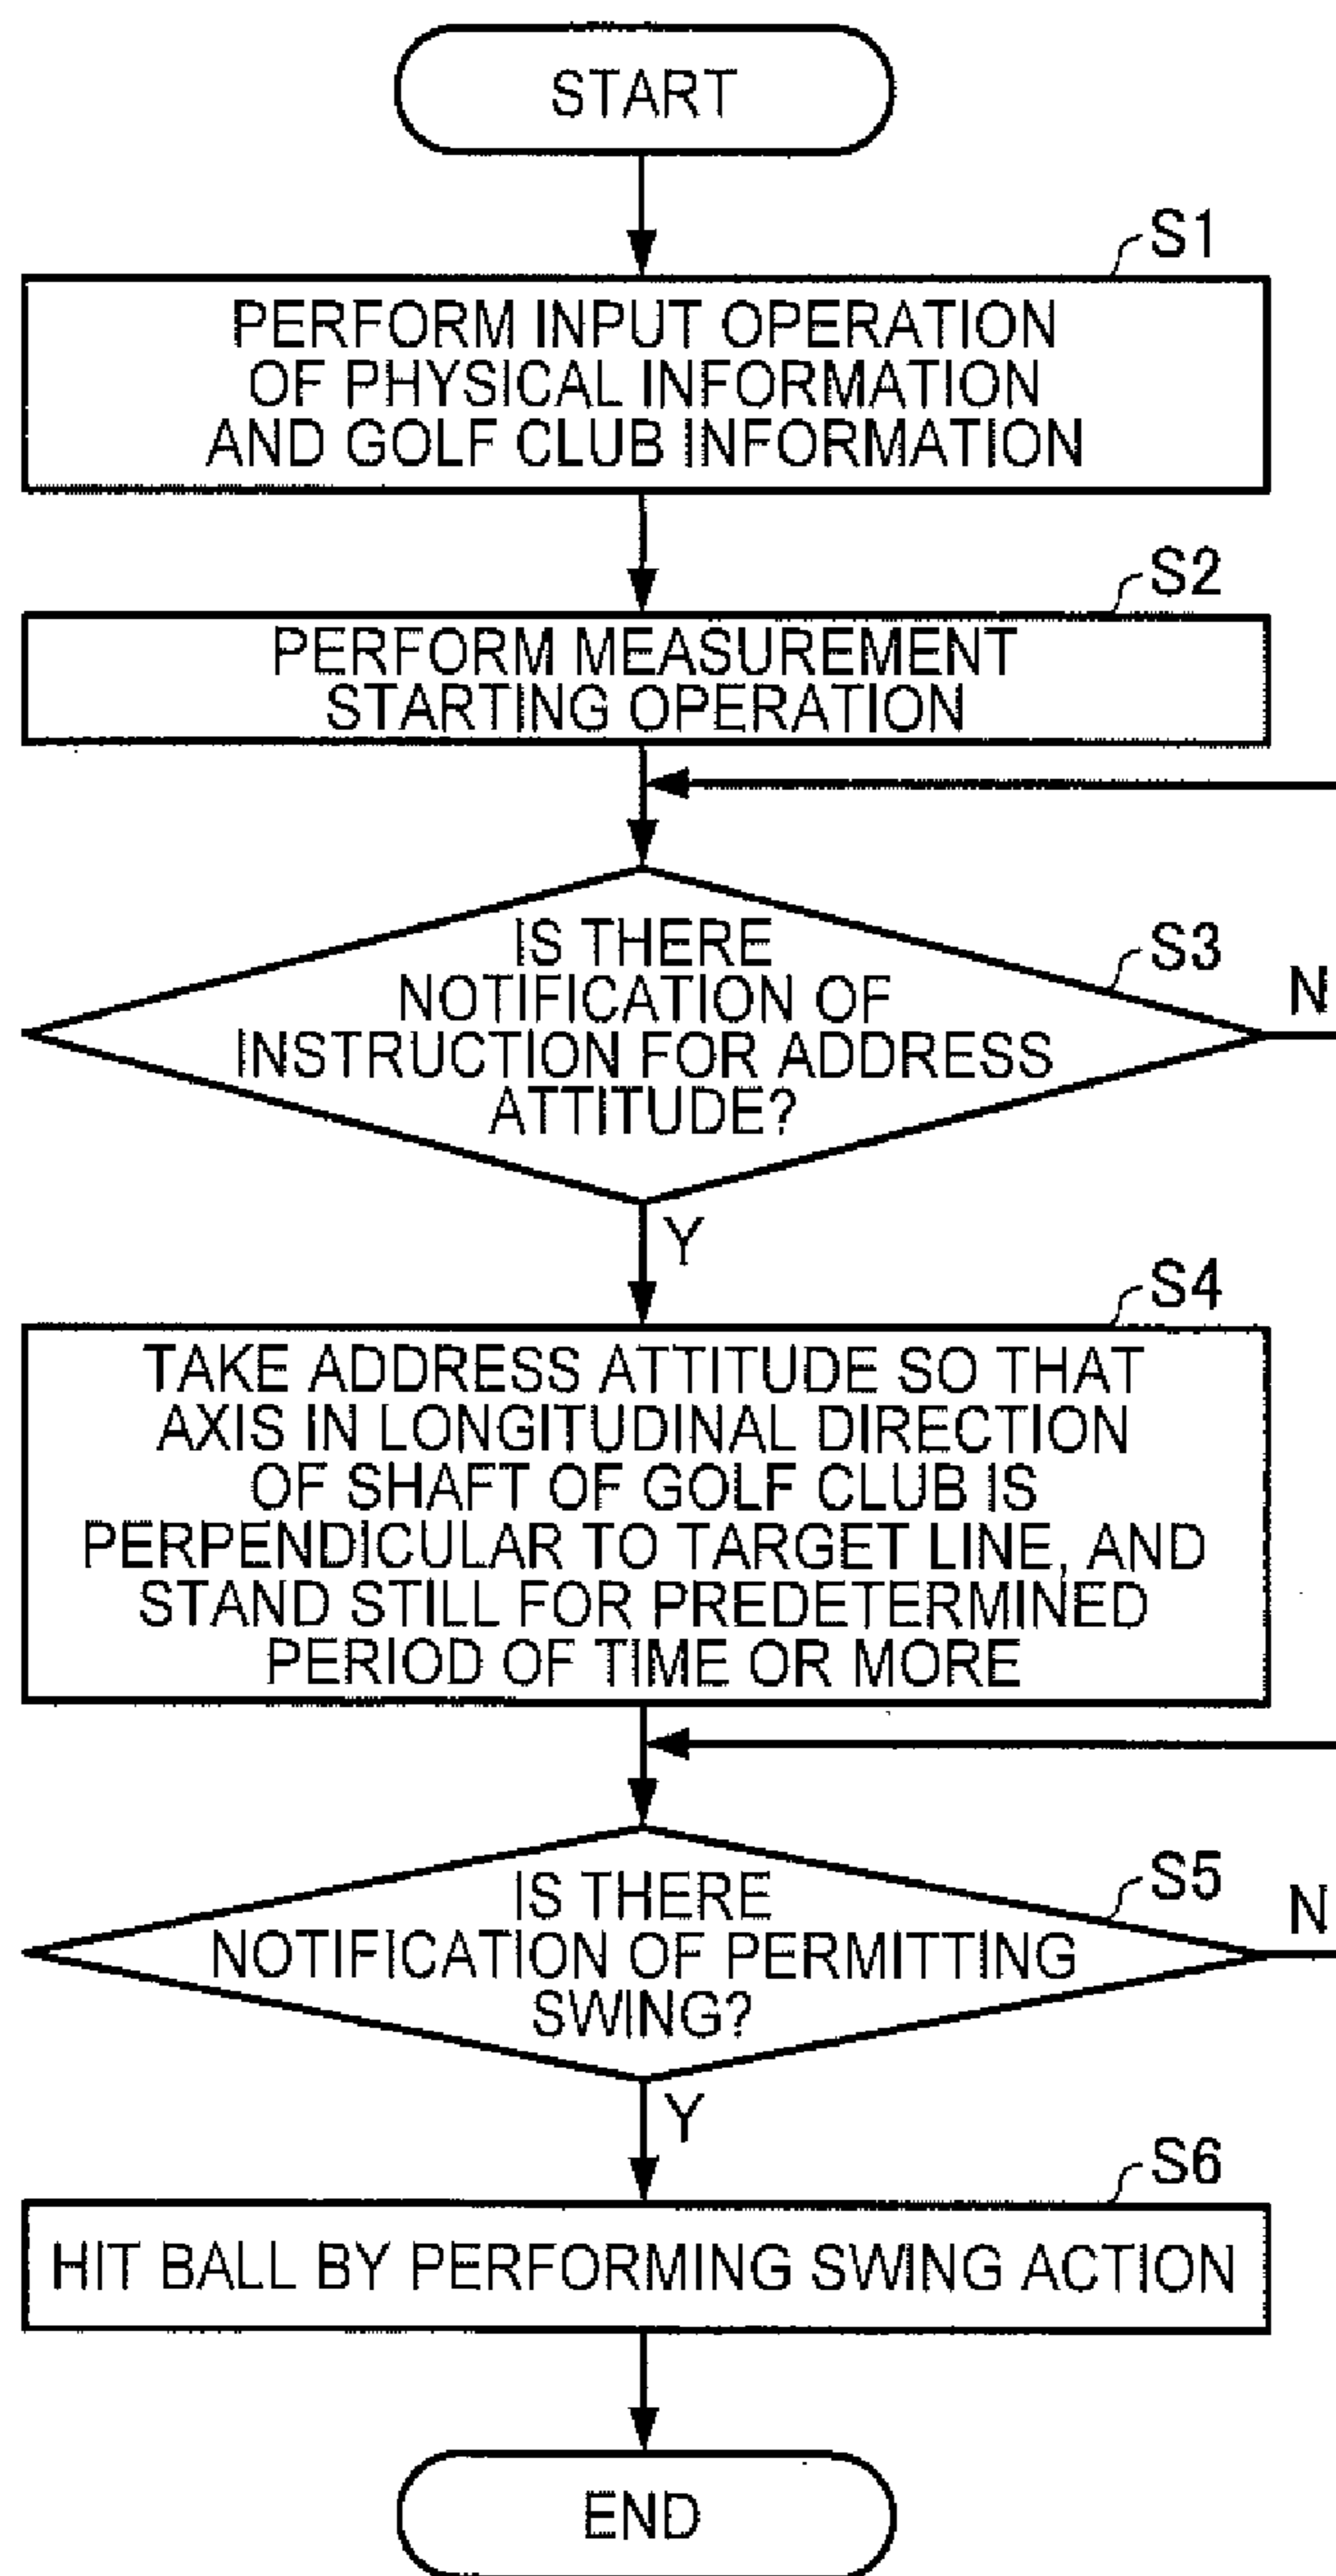 START
S1
PERFORM INPUT OPERATION
OF PHYSICAL INFORMATION
AND GOLF CLUB INFORMATION
S2
PERFORM MEASUREMENT
STARTING OPERATION
S3
IS THERE
NOTIFICATION OF
INSTRUCTION FOR ADDRESS
ATTITUDE?
N
Y
S4
TAKE ADDRESS ATTITUDE SO THAT
AXIS IN LONGITUDINAL DIRECTION
OF SHAFT OF GOLF CLUB IS
PERPENDICULAR TO TARGET LINE, AND
STAND STILL FOR PREDETERMINED
PERIOD OF TIME OR MORE
S5
IS THERE
NOTIFICATION OF PERMITTING
SWING?
N
Y
S6
HIT BALL BY PERFORMING SWING ACTION
END